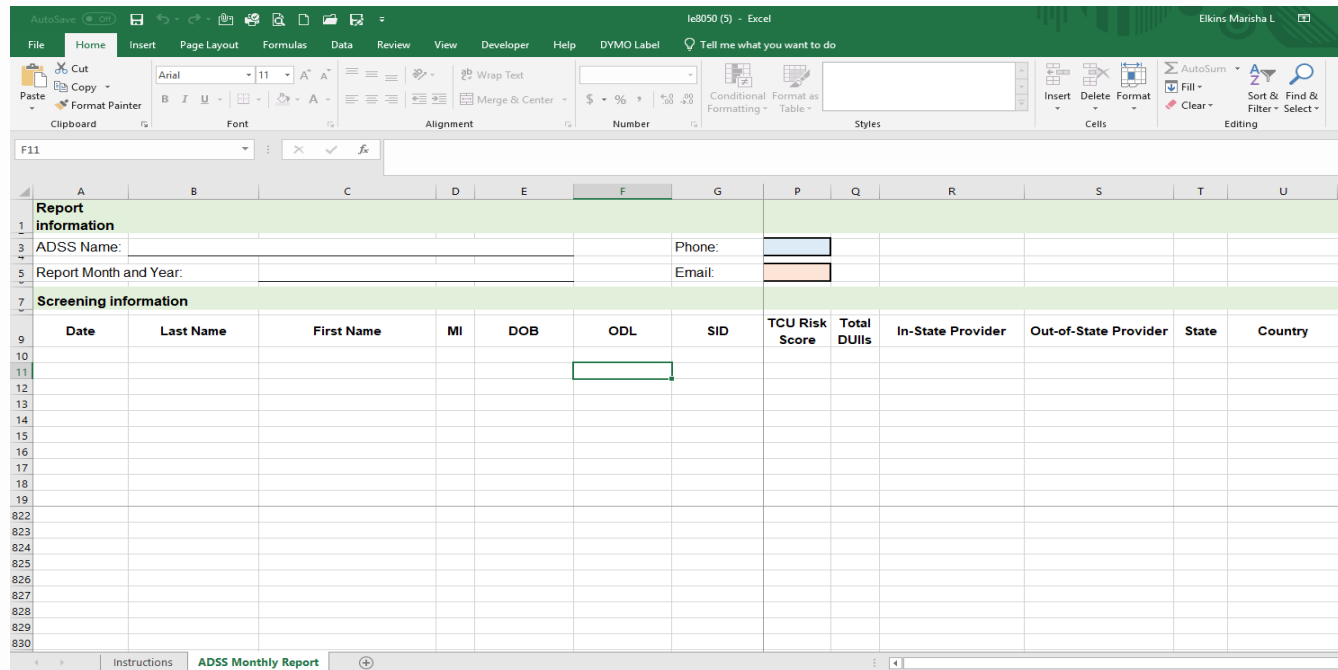 AutoSave Off le8050 (5) - Excel Elkins Marisha L
File Home Insert Page Layout Formulas Data Review View Developer Help DYMO Label Tell me what you want to do
Cut
Copy
Format Painter
Paste
Arial 11
Wrap Text
Merge & Center
B I U
$ % ,
Conditional Formatting
Format as Table
Insert Delete Format
AutoSum
Fill
Clear
Sort & Filter
Find & Select
Clipboard Font Alignment Number Styles Cells Editing
F11 fx
A B C D E F G P Q R S T U
1 Report information
3 ADSS Name: Phone:
5 Report Month and Year: Email:
7 Screening information
9 Date Last Name First Name MI DOB ODL SID TCU Risk Score Total DUIIs In-State Provider Out-of-State Provider State Country
10
11
12
13
14
15
16
17
18
19
822
823
824
825
826
827
828
829
830
Instructions ADSS Monthly Report